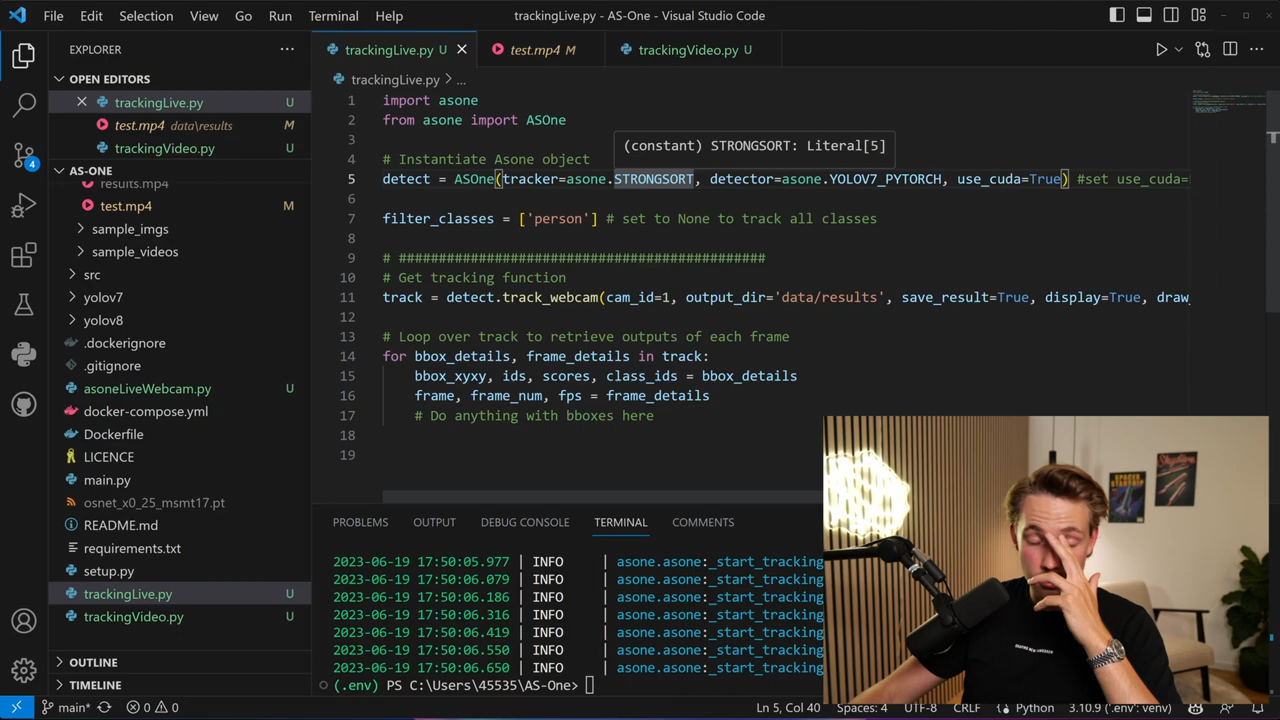 File Edit Selection View Go Run Terminal Help trackingLive.py - AS-One - Visual Studio Code
EXPLORER
OPEN EDITORS
trackingLive.py U
test.mp4 data\results M
trackingVideo.py U
AS-ONE
results.mp4
test.mp4 M
sample_imgs
sample_videos
src
yolov7
yolov8
.dockerignore
.gitignore
asoneLiveWebcam.py U
docker-compose.yml
Dockerfile
LICENCE
main.py
osnet_x0_25_msmt17.pt
README.md
requirements.txt
setup.py
trackingLive.py U
trackingVideo.py U
OUTLINE
TIMELINE
4
trackingLive.py U test.mp4 M trackingVideo.py U
trackingLive.py > ...
1 import asone
2 from asone import ASOne
3
(constant) STRONGSORT: Literal[5]
4 # Instantiate Asone object
5 detect = ASOne(tracker=asone.STRONGSORT, detector=asone.YOLOV7_PYTORCH, use_cuda=True) #set use_cuda=
6
7 filter_classes = ['person'] # set to None to track all classes
8
9 # ##############################################
10 # Get tracking function
11 track = detect.track_webcam(cam_id=1, output_dir='data/results', save_result=True, display=True, draw_
12
13 # Loop over track to retrieve outputs of each frame
14 for bbox_details, frame_details in track:
15 bbox_xyxy, ids, scores, class_ids = bbox_details
16 frame, frame_num, fps = frame_details
17 # Do anything with bboxes here
18
19
PROBLEMS OUTPUT DEBUG CONSOLE TERMINAL COMMENTS
2023-06-19 17:50:05.977 | INFO | asone.asone:_start_tracking
2023-06-19 17:50:06.079 | INFO | asone.asone:_start_tracking
2023-06-19 17:50:06.186 | INFO | asone.asone:_start_tracking
2023-06-19 17:50:06.316 | INFO | asone.asone:_start_tracking
2023-06-19 17:50:06.419 | INFO | asone.asone:_start_tracking
2023-06-19 17:50:06.550 | INFO | asone.asone:_start_tracking
2023-06-19 17:50:06.650 | INFO | asone.asone:_start_tracking
(.env) PS C:\Users\45535\AS-One>
main* 0 0 Ln 5, Col 40 Spaces: 4 UTF-8 CRLF Python 3.10.9 ('.env': venv)